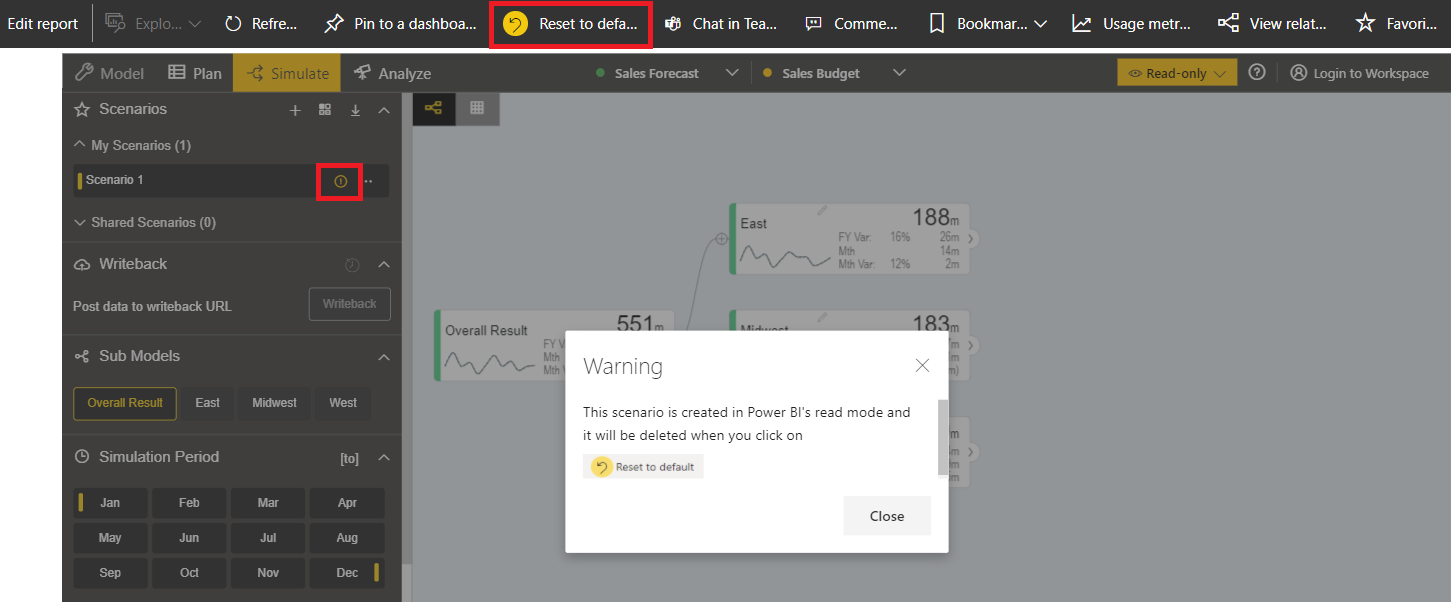 Edit report Explo... Refre... Pin to a dashboa... Reset to defa... Chat in Tea... Comme... Bookmar... Usage metr... View relat... Favori...
Model Plan Simulate Analyze Sales Forecast Sales Budget Read-only Login to Workspace
Scenarios
My Scenarios (1)
Scenario 1
Shared Scenarios (0)
Writeback
Post data to writeback URL Writeback
Sub Models
Overall Result East Midwest West
Simulation Period [to]
Jan Feb Mar Apr
May Jun Jul Aug
Sep Oct Nov Dec
East 188m
FY Var: 16% 26m
Mth 14m
Mth Var: 12% 2m
Overall Result 551m
FY V
Mth
Mth V
Midwest 183m
Warning
This scenario is created in Power BI's read mode and
it will be deleted when you click on
Reset to default
Close